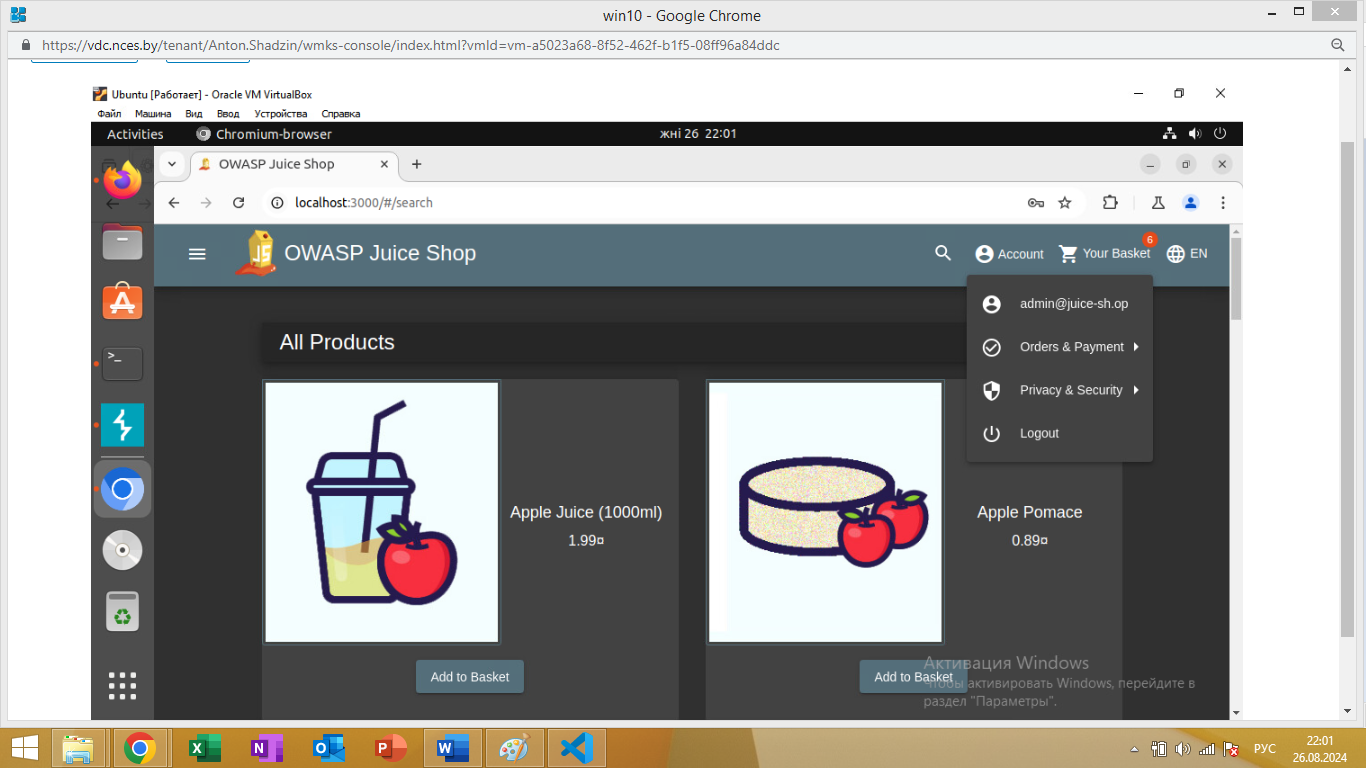 win10 - Google Chrome
https://vdc.nces.by/tenant/Anton.Shadzin/wmks-console/index.html?vmId=vm-a5023a68-8f52-462f-b1f5-08ff96a84ddc
Ubuntu [Работает] - Oracle VM VirtualBox
Файл Машина Вид Ввод Устройства Справка
Activities Chromium-browser жні 26 22:01
OWASP Juice Shop
localhost:3000/#/search
OWASP Juice Shop
Account Your Basket 6 EN
admin@juice-sh.op
Orders & Payment
Privacy & Security
Logout
All Products
Apple Juice (1000ml)
1.99¤
Add to Basket
Apple Pomace
0.89¤
Add to Basket
Активация Windows
Чтобы активировать Windows, перейдите в
раздел "Параметры".
РУС
22:01
26.08.2024